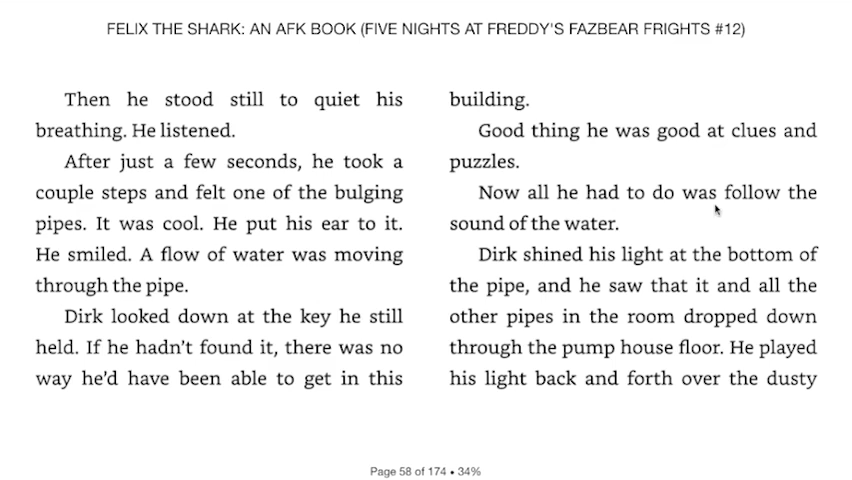 FELIX THE SHARK: AN AFK BOOK (FIVE NIGHTS AT FREDDY'S FAZBEAR FRIGHTS #12)
Then he stood still to quiet his
breathing. He listened.
After just a few seconds, he took a
couple steps and felt one of the bulging
pipes. It was cool. He put his ear to it.
He smiled. A flow of water was moving
through the pipe.
Dirk looked down at the key he still
held. If he hadn't found it, there was no
way he'd have been able to get in this
building.
Good thing he was good at clues and
puzzles.
Now all he had to do was follow the
sound of the water.
Dirk shined his light at the bottom of
the pipe, and he saw that it and all the
other pipes in the room dropped down
through the pump house floor. He played
his light back and forth over the dusty
Page 58 of 174 • 34%